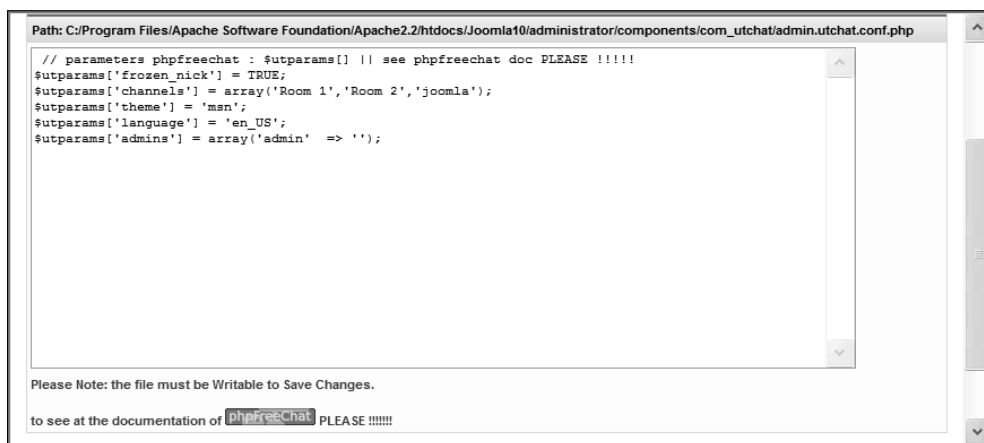 Path: C:/Program Files/Apache Software Foundation/Apache2.2/htdocs/Joomla10/administrator/components/com_utchat/admin.utchat.conf.php
// parameters phpfreechat : $utparams[] || see phpfreechat doc PLEASE !!!!!
$utparams['frozen_nick'] = TRUE;
$utparams['channels'] = array('Room 1','Room 2','joomla');
$utparams['theme'] = 'msn';
$utparams['language'] = 'en_US';
$utparams['admins'] = array('admin'  => '');
Please Note: the file must be Writable to Save Changes.
to see at the documentation of phpFreeChat PLEASE !!!!!!!